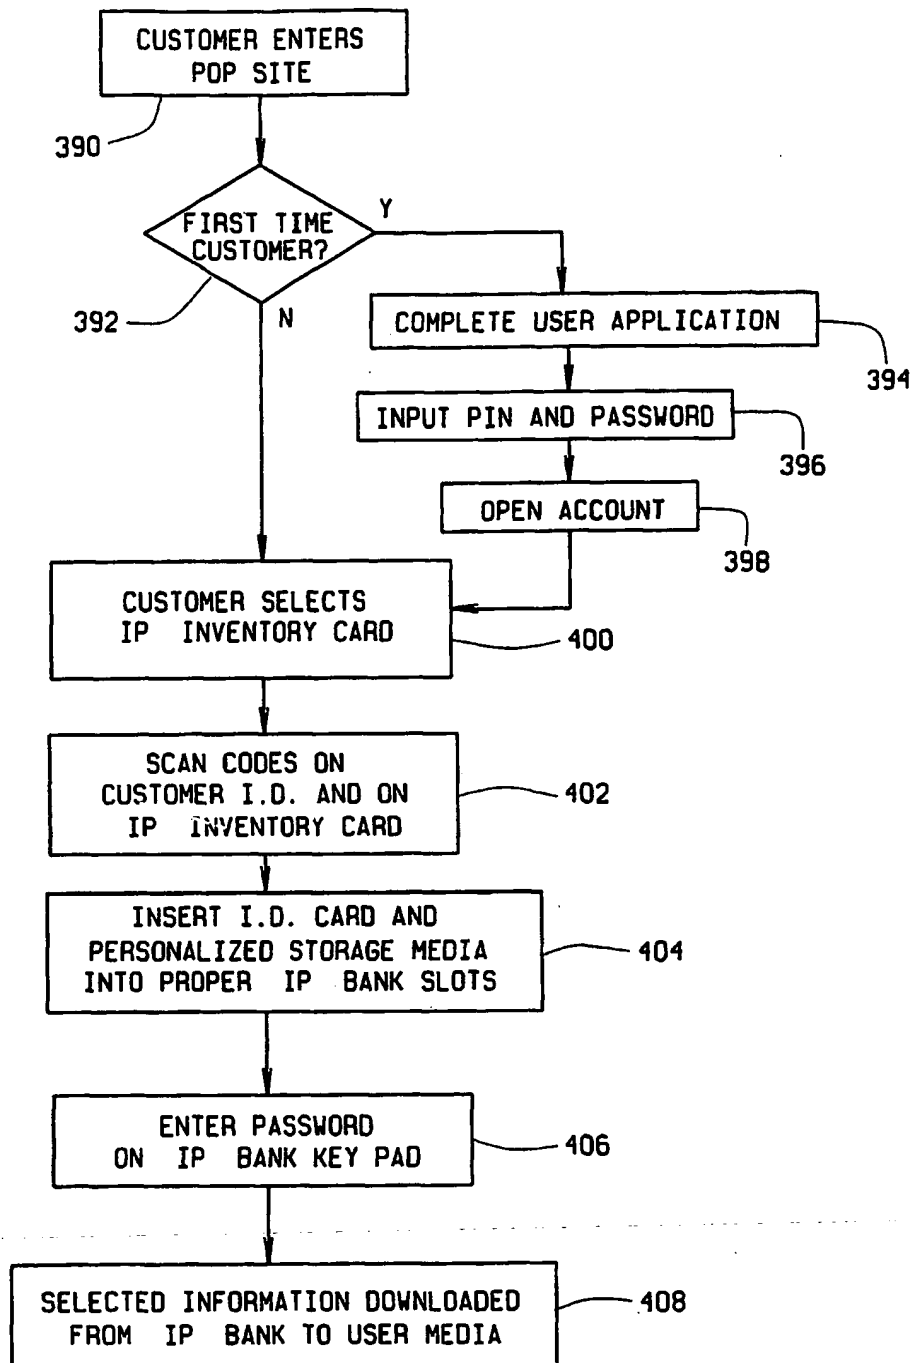 CUSTOMER ENTERS
POP SITE
390
FIRST TIME
CUSTOMER?
Y
392
N
COMPLETE USER APPLICATION
394
INPUT PIN AND PASSWORD
396
OPEN ACCOUNT
398
CUSTOMER SELECTS
IP INVENTORY CARD
400
SCAN CODES ON
CUSTOMER I.D. AND ON
IP INVENTORY CARD
402
INSERT I.D. CARD AND
PERSONALIZED STORAGE MEDIA
INTO PROPER IP BANK SLOTS
404
ENTER PASSWORD
ON IP BANK KEY PAD
406
SELECTED INFORMATION DOWNLOADED
FROM IP BANK TO USER MEDIA
408